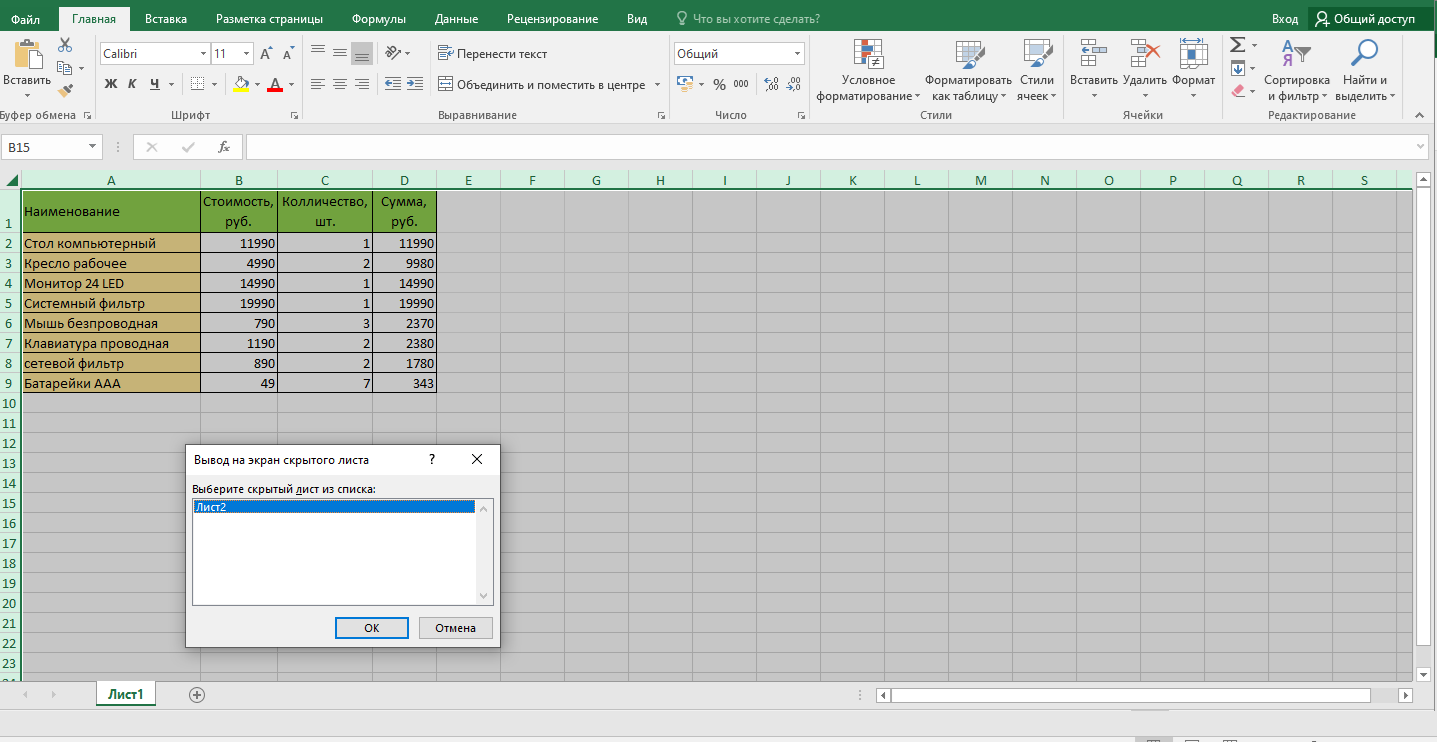 Файл Главная Вставка Разметка страницы Формулы Данные Рецензирование Вид Что вы хотите сделать? Вход Общий доступ
Вставить
Буфер обмена
Calibri 11
Ж К Ч А
Шрифт
Перенести текст
Объединить и поместить в центре
Выравнивание
Общий
% 000
Число
Условное форматирование
Форматировать как таблицу
Стили ячеек
Стили
Вставить Удалить Формат
Ячейки
Сортировка и фильтр
Найти и выделить
Редактирование
B15 fx
A B C D E F G H I J K L M N O P Q R S
1 Наименование Стоимость, руб. Колличество, шт. Сумма, руб.
2 Стол компьютерный 11990 1 11990
3 Кресло рабочее 4990 2 9980
4 Монитор 24 LED 14990 1 14990
5 Системный фильтр 19990 1 19990
6 Мышь безпроводная 790 3 2370
7 Клавиатура проводная 1190 2 2380
8 сетевой фильтр 890 2 1780
9 Батарейки ААА 49 7 343
10
11
12
13
14
15
16
17
18
19
20
21
22
23
Вывод на экран скрытого листа ?
Выберите скрытый лист из списка:
Лист2
ОК Отмена
Лист1